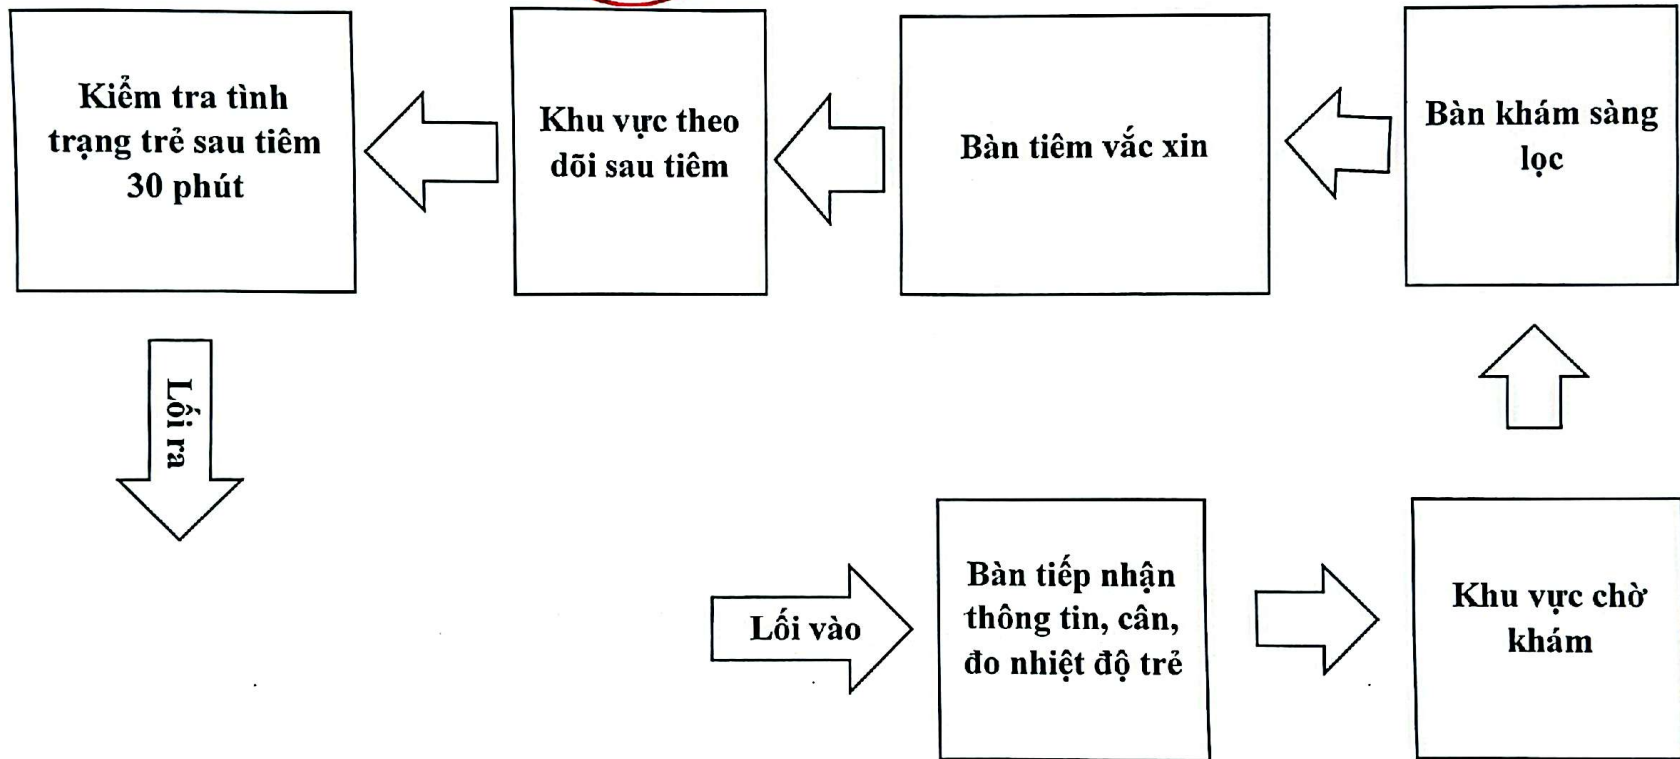 Kiểm tra tình
trạng trẻ sau tiêm
30 phút
Khu vực theo
dõi sau tiêm
Bàn tiêm vắc xin
Bàn khám sàng
lọc
Lối ra
Lối vào
Bàn tiếp nhận
thông tin, cân,
đo nhiệt độ trẻ
Khu vực chờ
khám